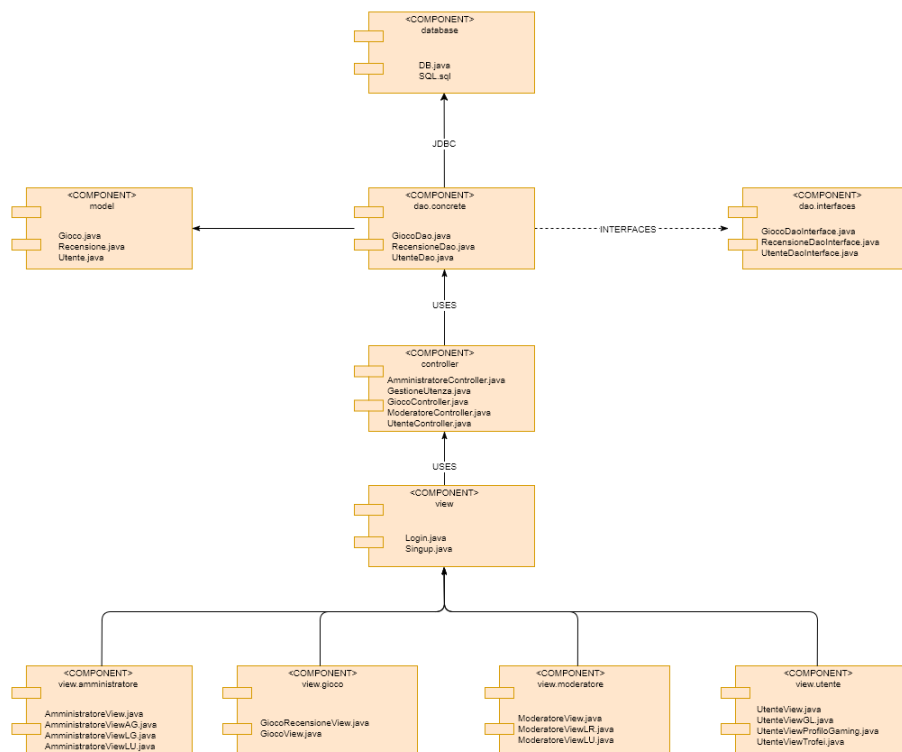 <COMPONENT>
database
DB.java
SQL.sql
JDBC
<COMPONENT>
model
Gioco.java
Recensione.java
Utente.java
<COMPONENT>
dao.concrete
GiocoDao.java
RecensioneDao.java
UtenteDao.java
INTERFACES
<COMPONENT>
dao.interfaces
GiocoDaoInterface.java
RecensioneDaoInterface.java
UtenteDaoInterface.java
USES
<COMPONENT>
controller
AmministratoreController.java
GestioneUtenza.java
GiocoController.java
ModeratoreController.java
UtenteController.java
USES
<COMPONENT>
view
Login.java
Singup.java
<COMPONENT>
view.amministratore
AmministratoreView.java
AmministratoreViewAG.java
AmministratoreViewLG.java
AmministratoreViewLU.java
<COMPONENT>
view.gioco
GiocoRecensioneView.java
GiocoView.java
<COMPONENT>
view.moderatore
ModeratoreView.java
ModeratoreViewLR.java
ModeratoreViewLU.java
<COMPONENT>
view.utente
UtenteView.java
UtenteViewGL.java
UtenteViewProfiloGaming.java
UtenteViewTrofei.java